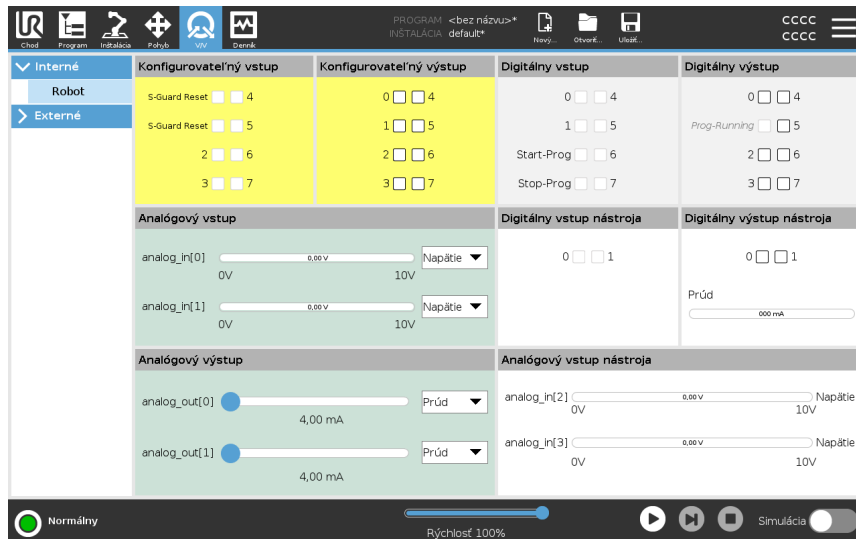 UR
PROGRAM <bez názvu>*
INŠTALÁCIA default*
CCCC
CCCC
Chod Program Inštalácia Pohyb V/V Denník Nový... Otvoriť... Uložiť...
Interné
Robot
Externé
Konfigurovateľný vstup
S-Guard Reset 4
S-Guard Reset 5
2 6
3 7
Konfigurovateľný výstup
0 4
1 5
2 6
3 7
Digitálny vstup
0 4
1 5
Start-Prog 6
Stop-Prog 7
Digitálny výstup
0 4
Prog-Running 5
2 6
3 7
Analógový vstup
analog_in[0] 0,00 V Napätie
0V 10V
analog_in[1] 0,00 V Napätie
0V 10V
Digitálny vstup nástroja
0 1
Digitálny výstup nástroja
0 1
Prúd
000 mA
Analógový výstup
analog_out[0] Prúd
4,00 mA
analog_out[1] Prúd
4,00 mA
Analógový vstup nástroja
analog_in[2] 0,00 V Napätie
0V 10V
analog_in[3] 0,00 V Napätie
0V 10V
Normálny
Rýchlosť 100%
Simulácia